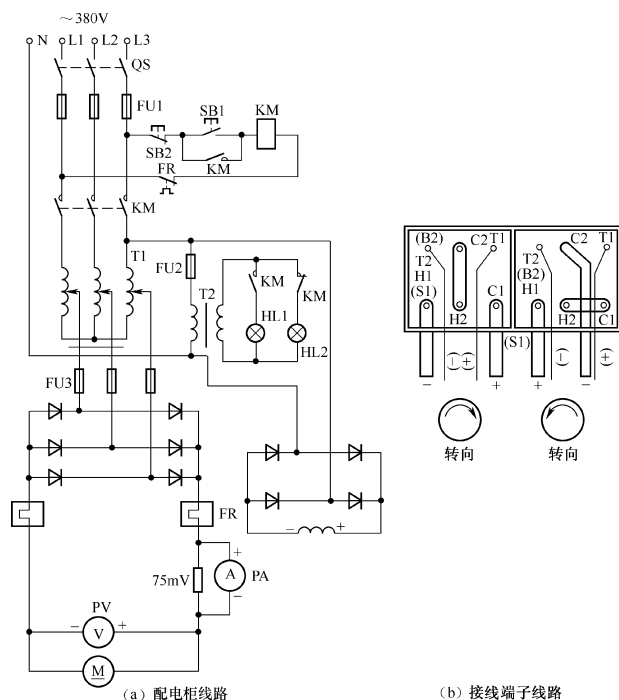 ～380V
N L1 L2 L3
QS
FU1
SB1 KM
SB2
KM
FR
KM
T1
FU2
T2
KM
KM
HL1
HL2
FU3
FR
− +
75mV
+
A
−
PA
PV
− V +
M
(a) 配电柜线路
(B2) C2 T1
T2
H1
(S1) C1
H2
− (−) (+) +
转向
C2 T1
T2
(B2)
H1
H2 C1
(S1)
+ (−) − (+)
转向
(b) 接线端子线路